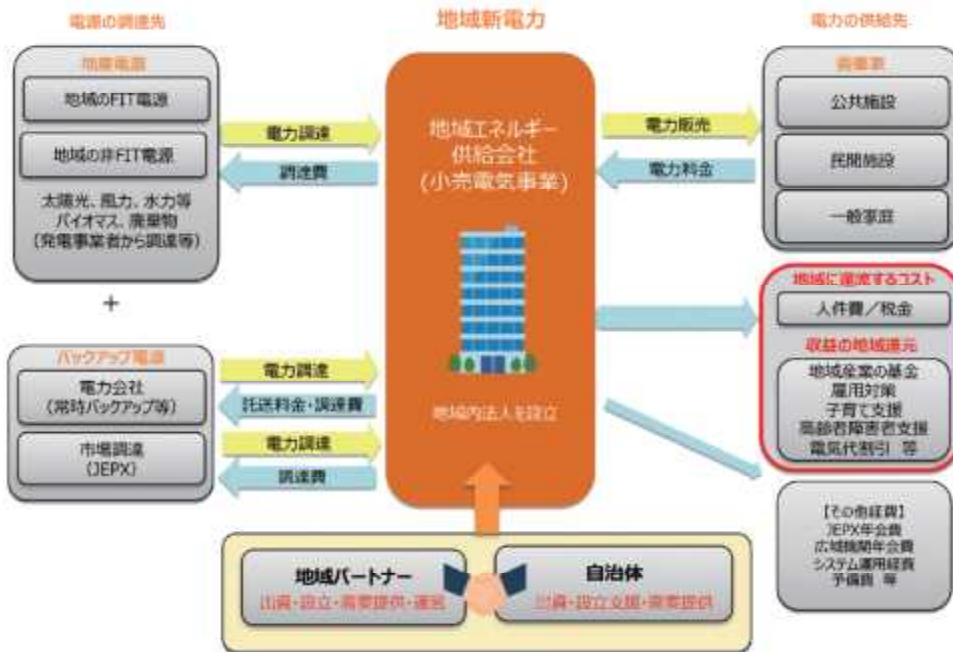 電源の調達先
地産電源
地域のFIT電源
地域の非FIT電源
太陽光、風力、水力等
バイオマス、廃棄物
(発電事業者から調達等)
+
バックアップ電源
電力会社
(常時バックアップ等)
市場調達
(JEPX)
電力調達
調達費
電力調達
託送料金・調達費
電力調達
調達費
地域新電力
地域エネルギー
供給会社
(小売電気事業)
地域内法人を設立
電力販売
電力料金
電力の供給先
需要家
公共施設
民間施設
一般家庭
地域に還流するコスト
人件費／税金
収益の地域還元
地域産業の基金
雇用対策
子育て支援
高齢者障害者支援
電気代割引 等
【その他経費】
JEPX年会費
広域機関年会費
システム運用経費
予備費 等
地域パートナー
出資・設立・需要提供・運営
自治体
出資・設立支援・需要提供